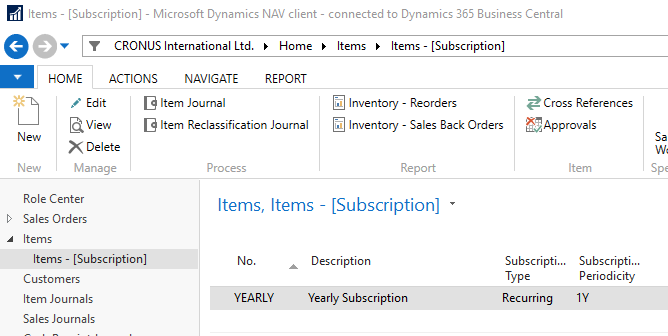 Items - [Subscription] - Microsoft Dynamics NAV client - connected to Dynamics 365 Business Central
CRONUS International Ltd. Home Items Items - [Subscription]
HOME ACTIONS NAVIGATE REPORT
New
Edit
View
Delete
Item Journal
Item Reclassification Journal
Inventory - Reorders
Inventory - Sales Back Orders
Cross References
Approvals
Sa
Wo
New Manage Process Report Item Spe
Role Center
Sales Orders
Items
Items - [Subscription]
Customers
Item Journals
Sales Journals
Items, Items - [Subscription]
No. Description Subscripti... Type Subscripti... Periodicity
YEARLY Yearly Subscription Recurring 1Y